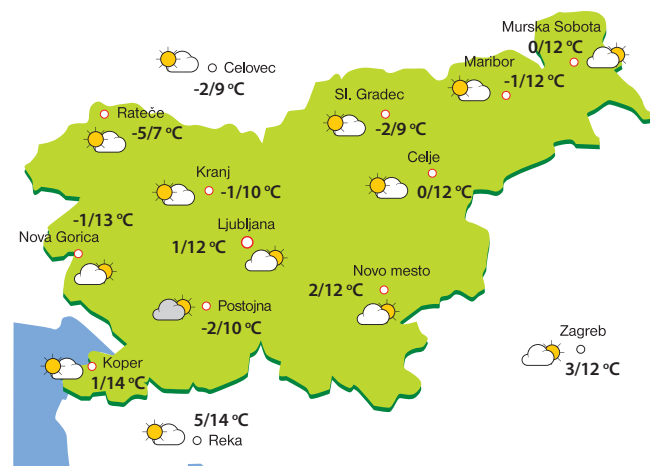 Murska Sobota
0/12 °C
Maribor
-1/12 °C
Celovec
-2/9 °C
Sl. Gradec
-2/9 °C
Rateče
-5/7 °C
Celje
0/12 °C
Kranj
-1/10 °C
-1/13 °C
Nová Gorica
Ljubljana
1/12 °C
Novo mesto
2/12 °C
Postojna
-2/10 °C
Zagreb
3/12 °C
Koper
1/14 °C
5/14 °C
Reka